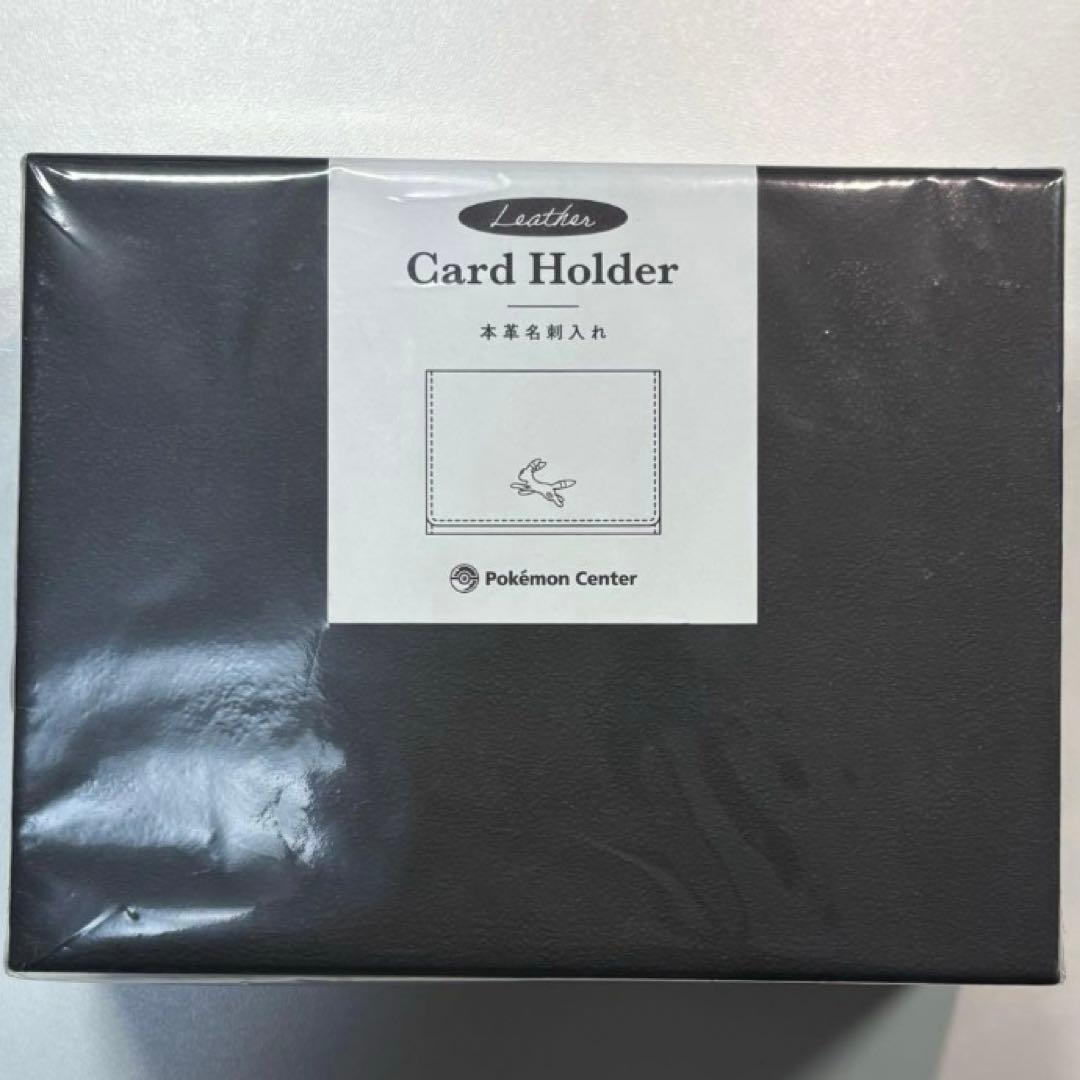 Leather
Card Holder
本革名刺入れ
Pokémon Center